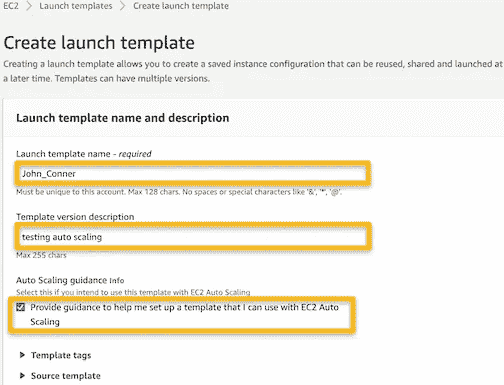 EC2 > Launch templates > Create launch template
Create launch template
Creating a launch template allows you to create a saved instance configuration that can be reused, shared and launched at
a later time. Templates can have multiple versions.
Launch template name and description
Launch template name - required
John_Conner
Must be unique to this account. Max 128 chars. No spaces or special characters like '&', '*', '@'.
Template version description
testing auto scaling
Max 255 chars
Auto Scaling guidance Info
Select this if you intend to use this template with EC2 Auto Scaling
Provide guidance to help me set up a template that I can use with EC2 Auto
Scaling
Template tags
Source template